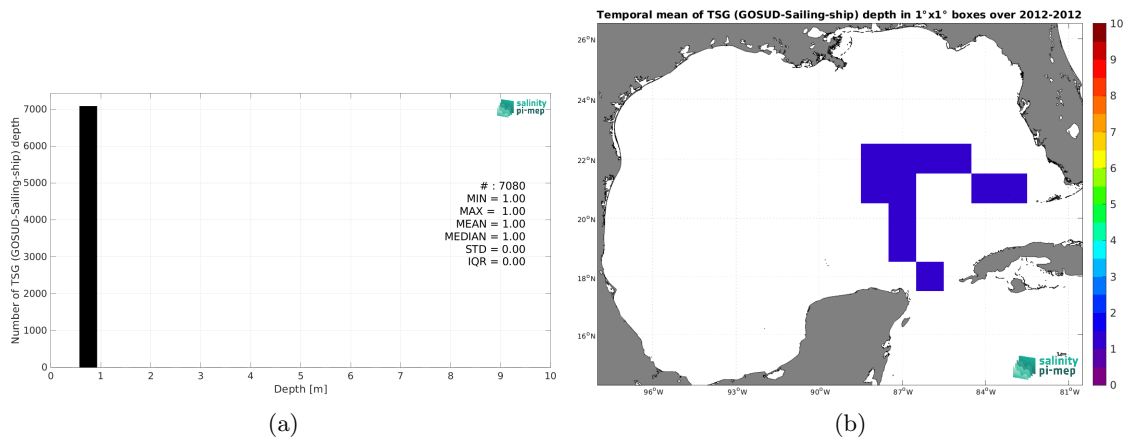 Number of TSG (GOSUD-Sailing-ship) depth
7000
6000
5000
4000
3000
2000
1000
0
0 1 2 3 4 5 6 7 8 9 10
Depth [m]
salinity
pi-mep
# : 7080
MIN = 1.00
MAX = 1.00
MEAN = 1.00
MEDIAN = 1.00
STD = 0.00
IQR = 0.00
(a)
Temporal mean of TSG (GOSUD-Sailing-ship) depth in 1°x1° boxes over 2012-2012
26°N
24°N
22°N
20°N
18°N
16°N
96°W 93°W 90°W 87°W 84°W 81°W
salinity
pi-mep
10
9
8
7
6
5
4
3
2
1
0
(b)